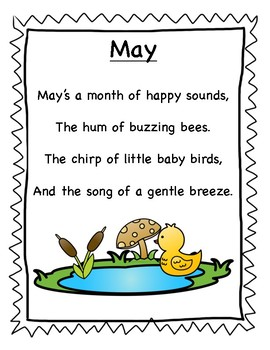 May
May's a month of happy sounds,
The hum of buzzing bees.
The chirp of little baby birds,
And the song of a gentle breeze.